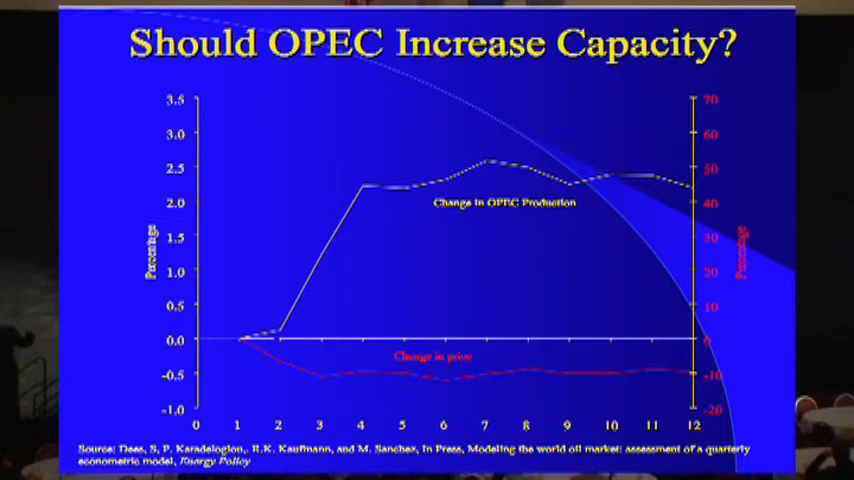 Should OPEC Increase Capacity?
3.5
3.0
2.5
2.0
1.5
1.0
0.5
0.0
-0.5
-1.0
Percentage
70
60
50
40
30
20
10
0
-10
-20
Percentage
Change in OPEC Production
Change in price
0 1 2 3 4 5 6 7 8 9 10 11 12
Source: Dees, S, P. Karadeloglon,. R.K. Kaufmann, and M. Sanchez, In Press, Modeling the world oil market: assessment of a quarterly
econometric model, Energy Policy